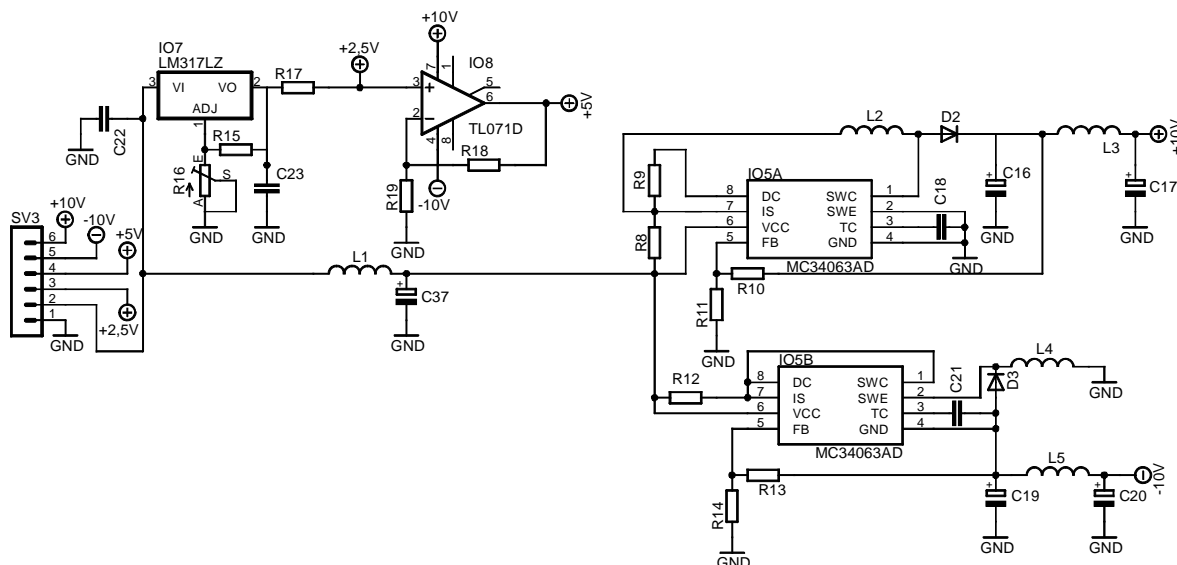 +10V
IO7
LM317LZ
+2,5V
IO8
R17
3
VI
VO
2
ADJ
1
7
1
3
+
5
6
2
−
4
8
+5V
TL071D
C22
GND
R15
R18
E
S
A
R16
C23
R19
-10V
GND
GND
GND
SV3
+10V
-10V
+5V
6
5
4
3
2
1
+2,5V
GND
L1
+
C37
GND
L2
D2
L3
+10V
R9
IO5A
8
DC
SWC
1
7
IS
SWE
2
6
VCC
TC
3
5
FB
GND
4
MC34063AD
C18
+
C16
+
C17
R8
GND
GND
GND
R10
R11
GND
IO5B
R12
8
DC
SWC
1
7
IS
SWE
2
6
VCC
TC
3
5
FB
GND
4
MC34063AD
C21
D3
L4
GND
R13
R14
GND
L5
-10V
+
C19
+
C20
GND
GND